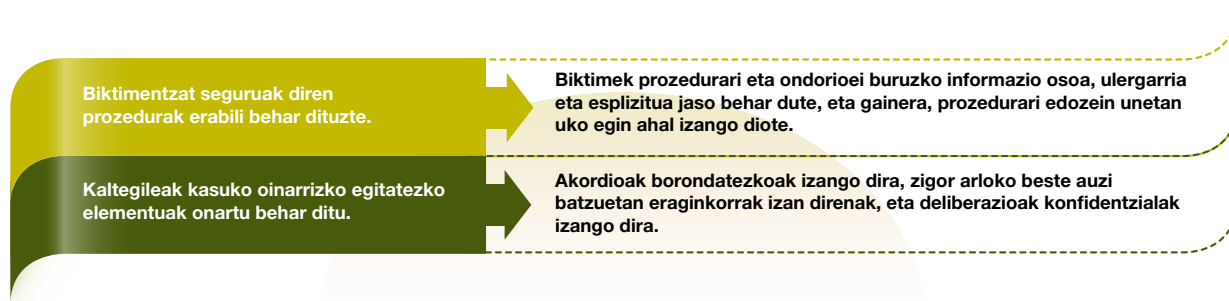 Biktimentzat seguruak diren
prozedurak erabili behar dituzte.
Biktimek prozedurari eta ondorioei buruzko informazio osoa, ulergarria
eta esplizitua jaso behar dute, eta gainera, prozedurari edozein unetan
uko egin ahal izango diote.
Kaltegileak kasuko oinarrizko egitatezko
elementuak onartu behar ditu.
Akordioak borondatezkoak izango dira, zigor arloko beste auzi
batzuetan eraginkorrak izan direnak, eta deliberazioak konfidentzialak
izango dira.